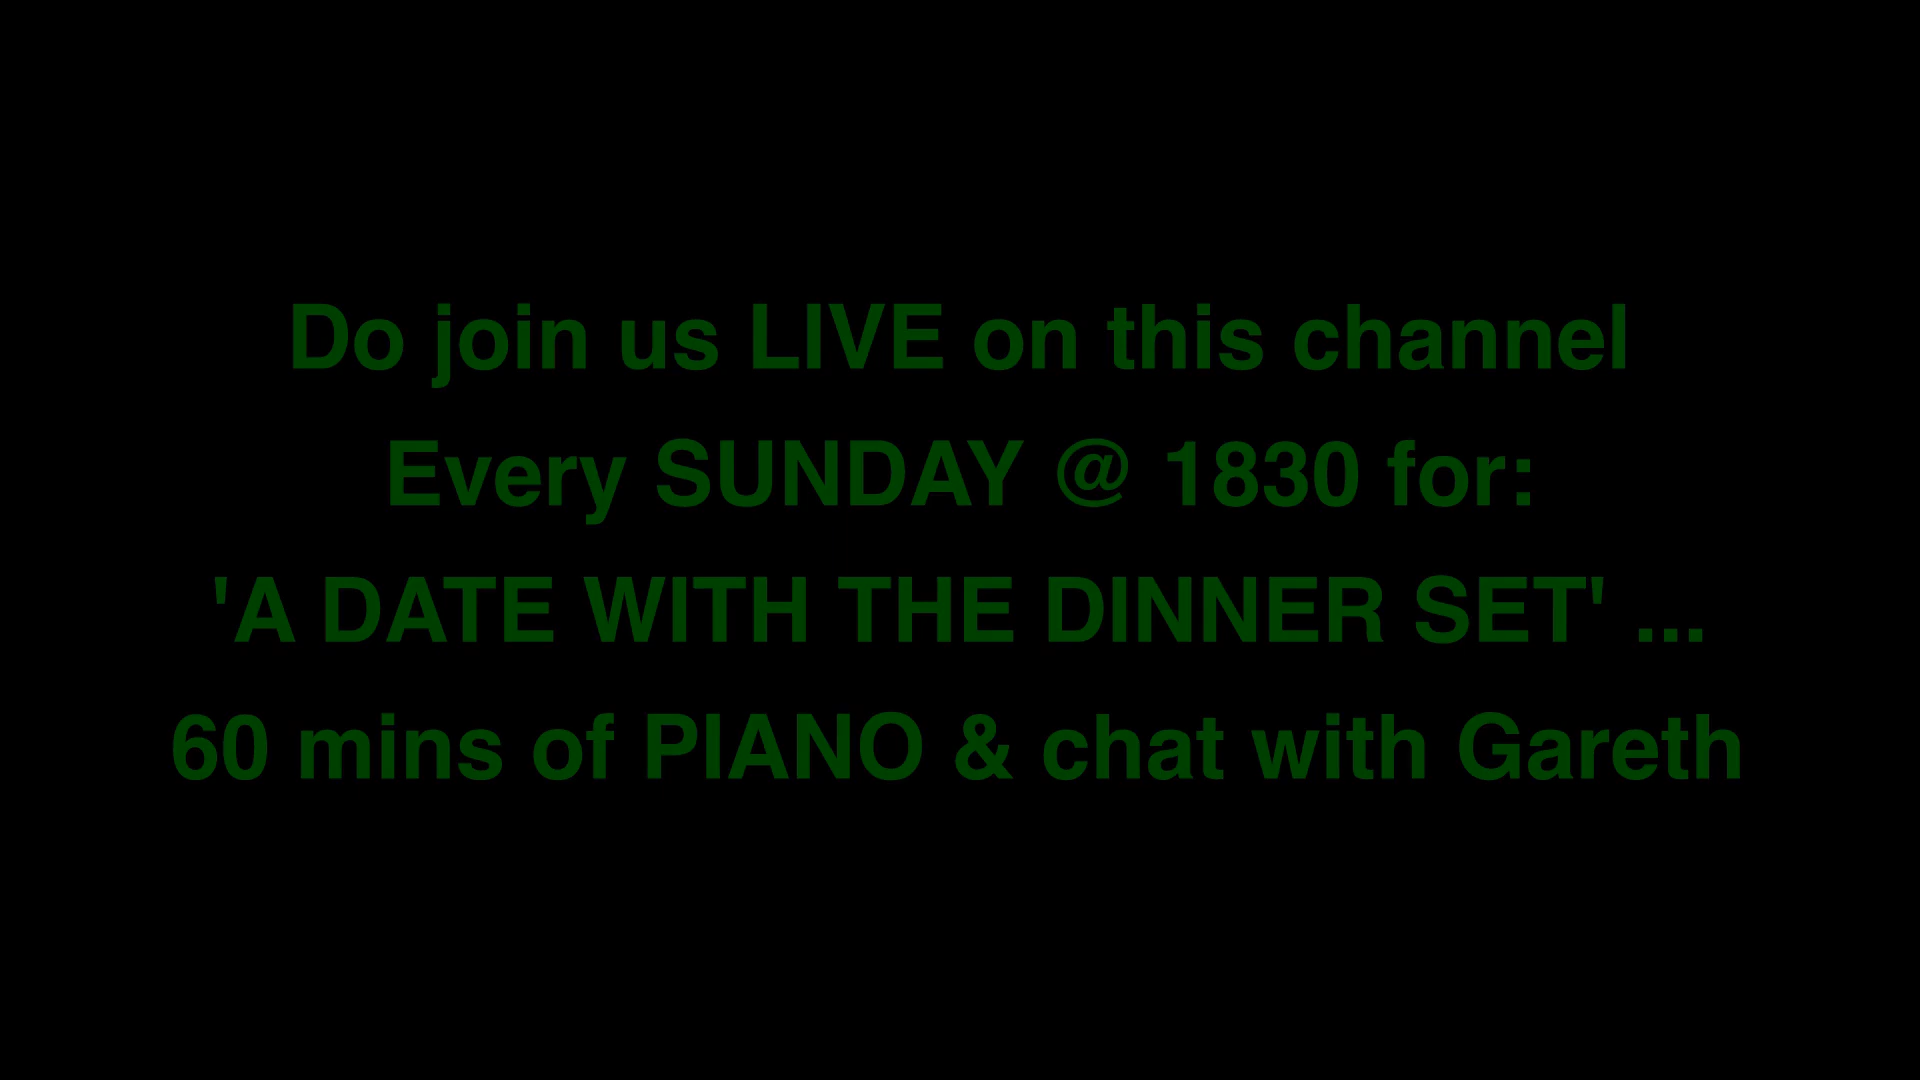 Do join us LIVE on this channel
Every SUNDAY @ 1830 for:
'A DATE WITH THE DINNER SET' ...
60 mins of PIANO & chat with Gareth